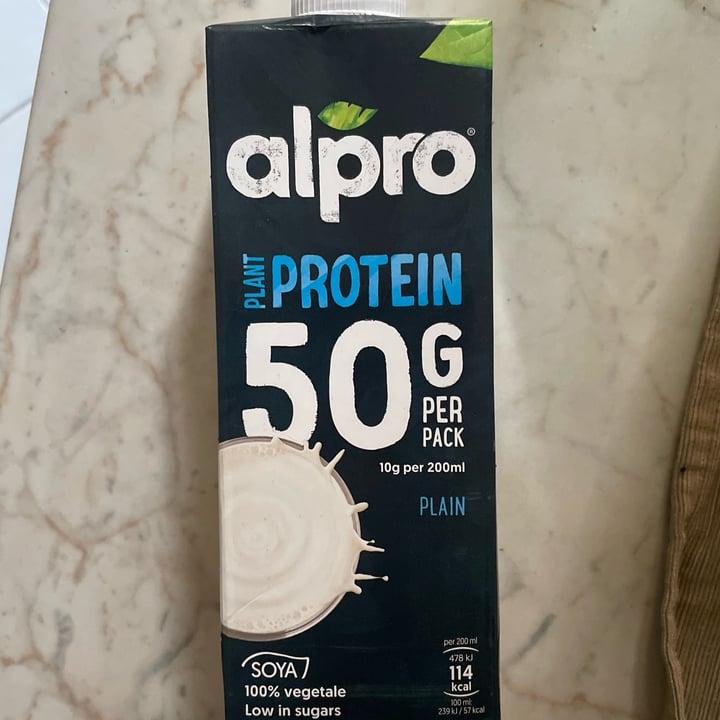 alpro®
PLANT PROTEIN
50G
PER
PACK
10g per 200ml
PLAIN
SOYA
100% vegetale
Low in sugars
per 200 ml
478 kJ
114
kcal
100 ml:
239 kJ / 57 kcal